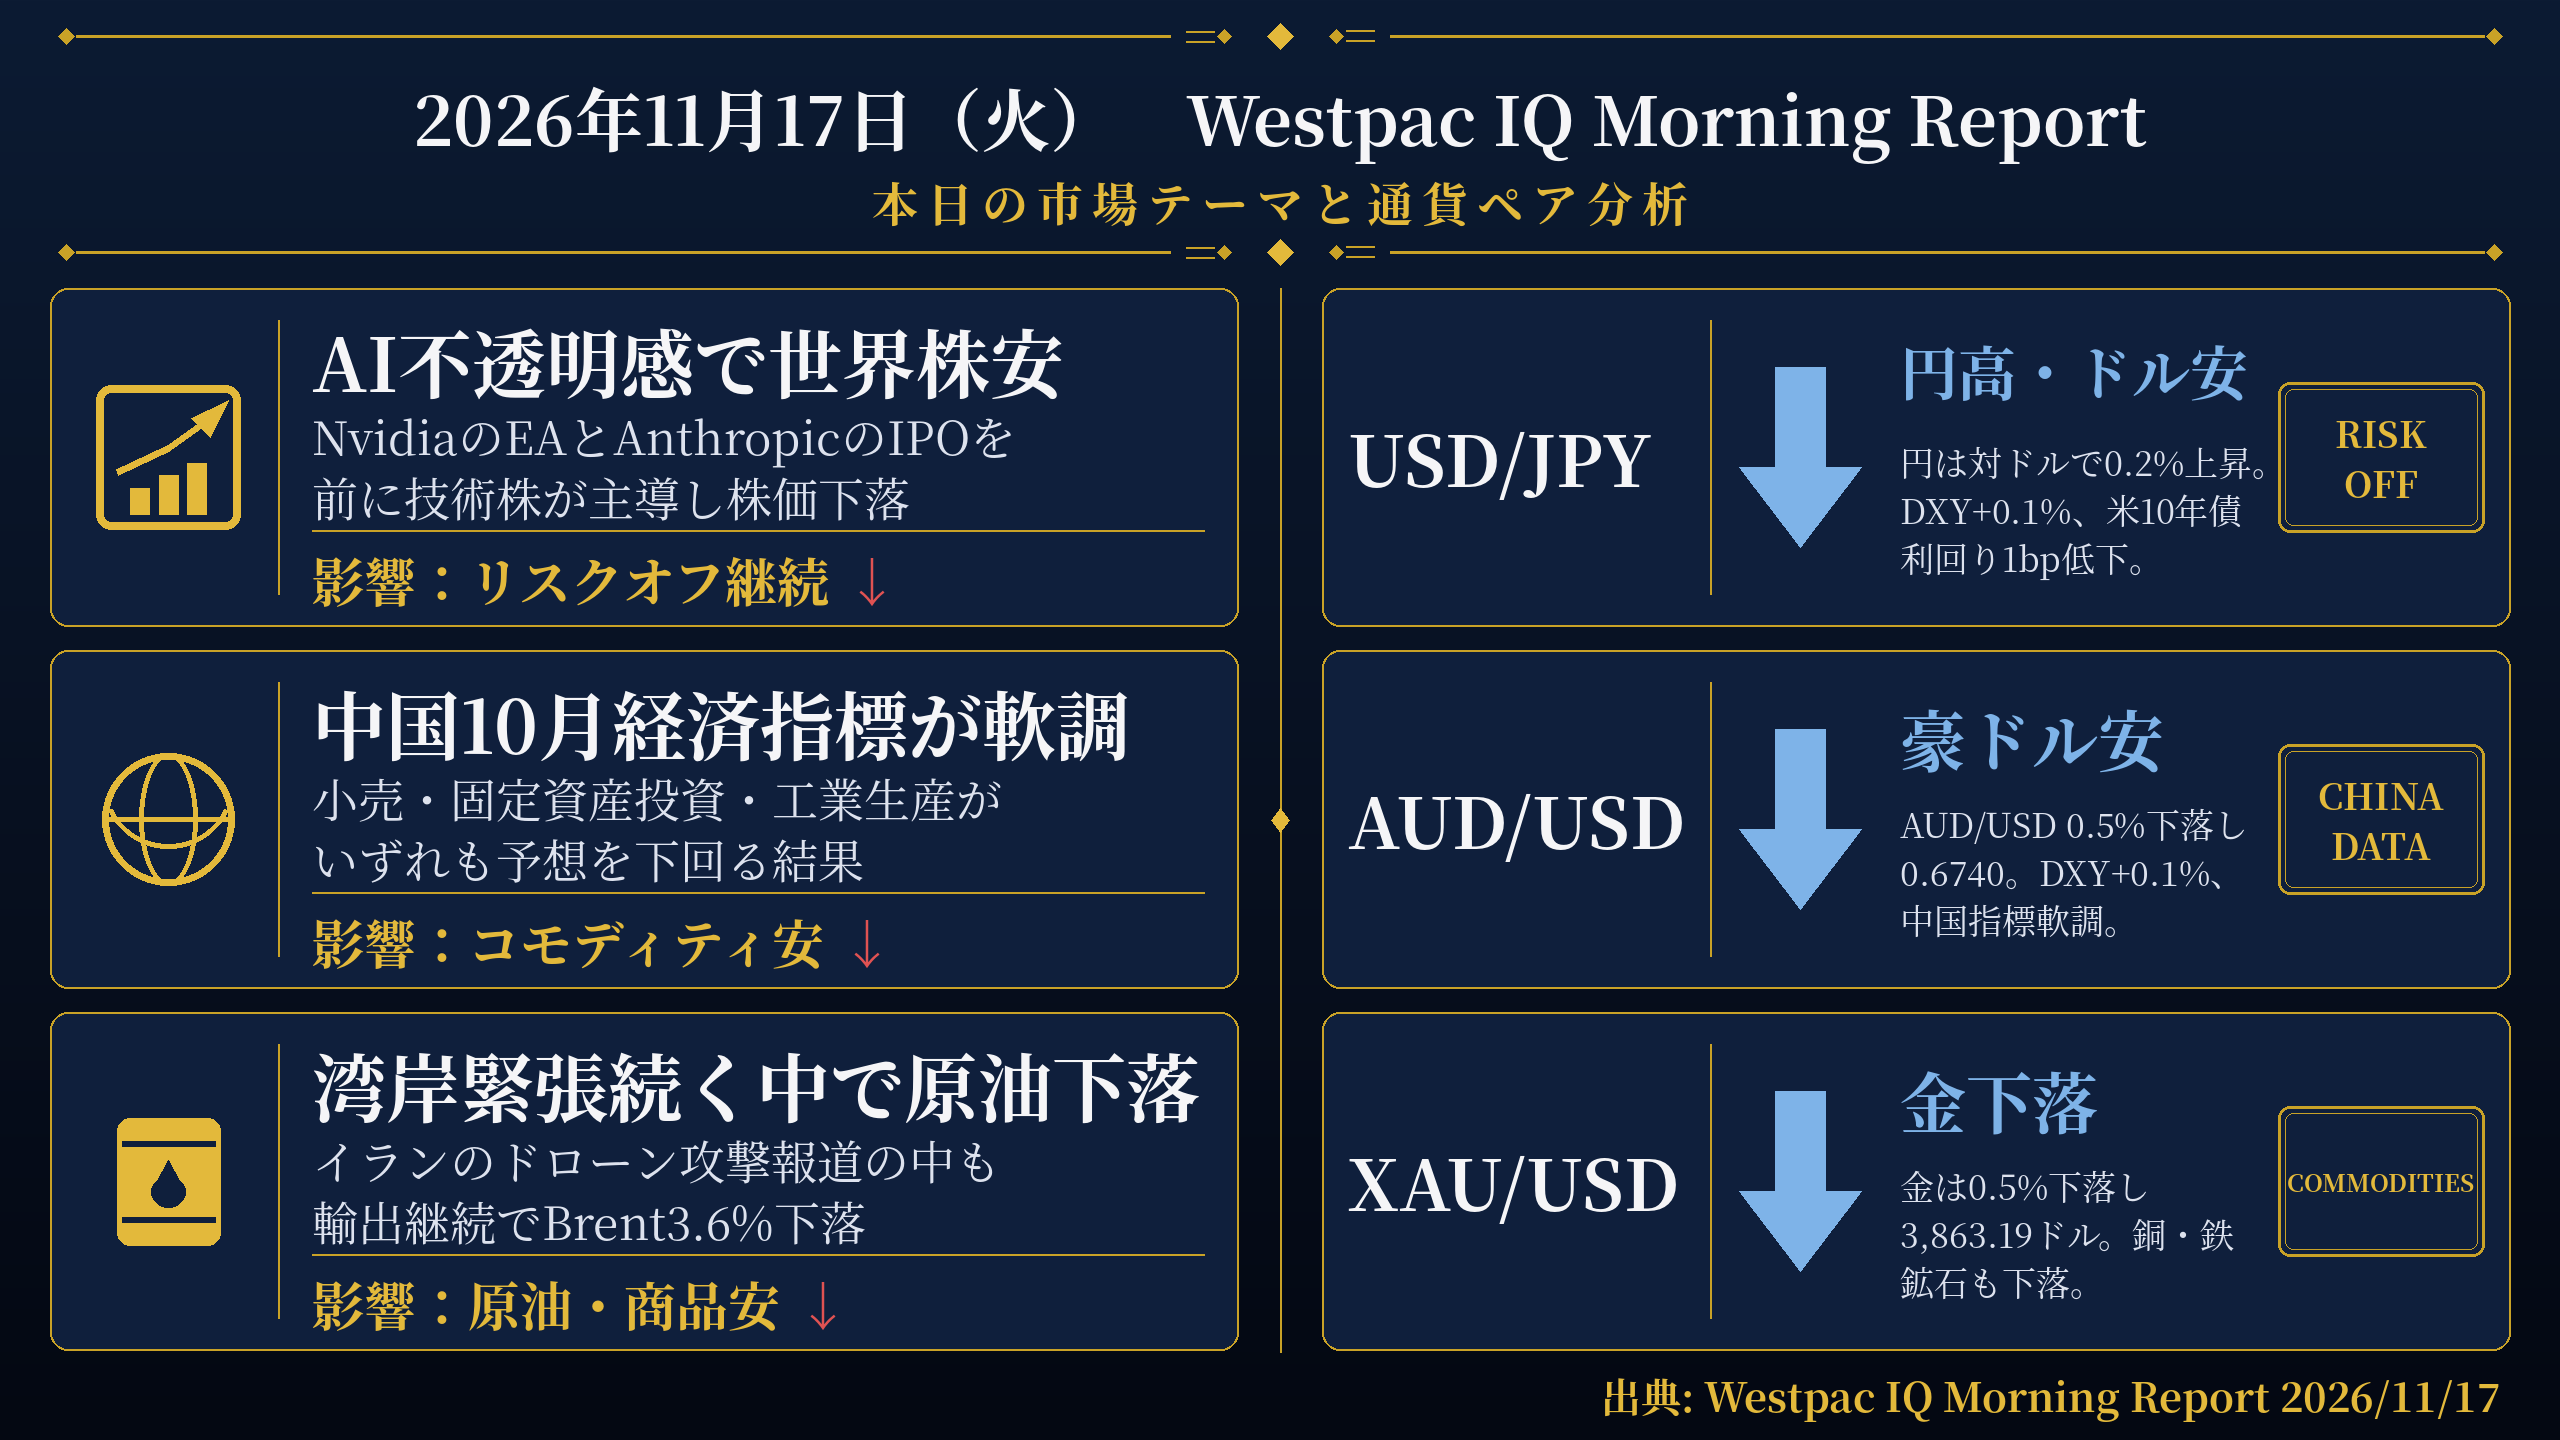 2026年11月17日（火）　Westpac IQ Morning Report
本日の市場テーマと通貨ペア分析
AI不透明感で世界株安
NvidiaのEAとAnthropicのIPOを
前に技術株が主導し株価下落
影響：リスクオフ継続 ↓
中国10月経済指標が軟調
小売・固定資産投資・工業生産が
いずれも予想を下回る結果
影響：コモディティ安 ↓
湾岸緊張続く中で原油下落
イランのドローン攻撃報道の中も
輸出継続でBrent3.6%下落
影響：原油・商品安 ↓
USD/JPY
円高・ドル安
円は対ドルで0.2%上昇。
DXY+0.1%、米10年債
利回り1bp低下。
RISK
OFF
AUD/USD
豪ドル安
AUD/USD 0.5%下落し
0.6740。DXY+0.1%、
中国指標軟調。
CHINA
DATA
XAU/USD
金下落
金は0.5%下落し
3,863.19ドル。銅・鉄
鉱石も下落。
COMMODITIES
出典: Westpac IQ Morning Report 2026/11/17